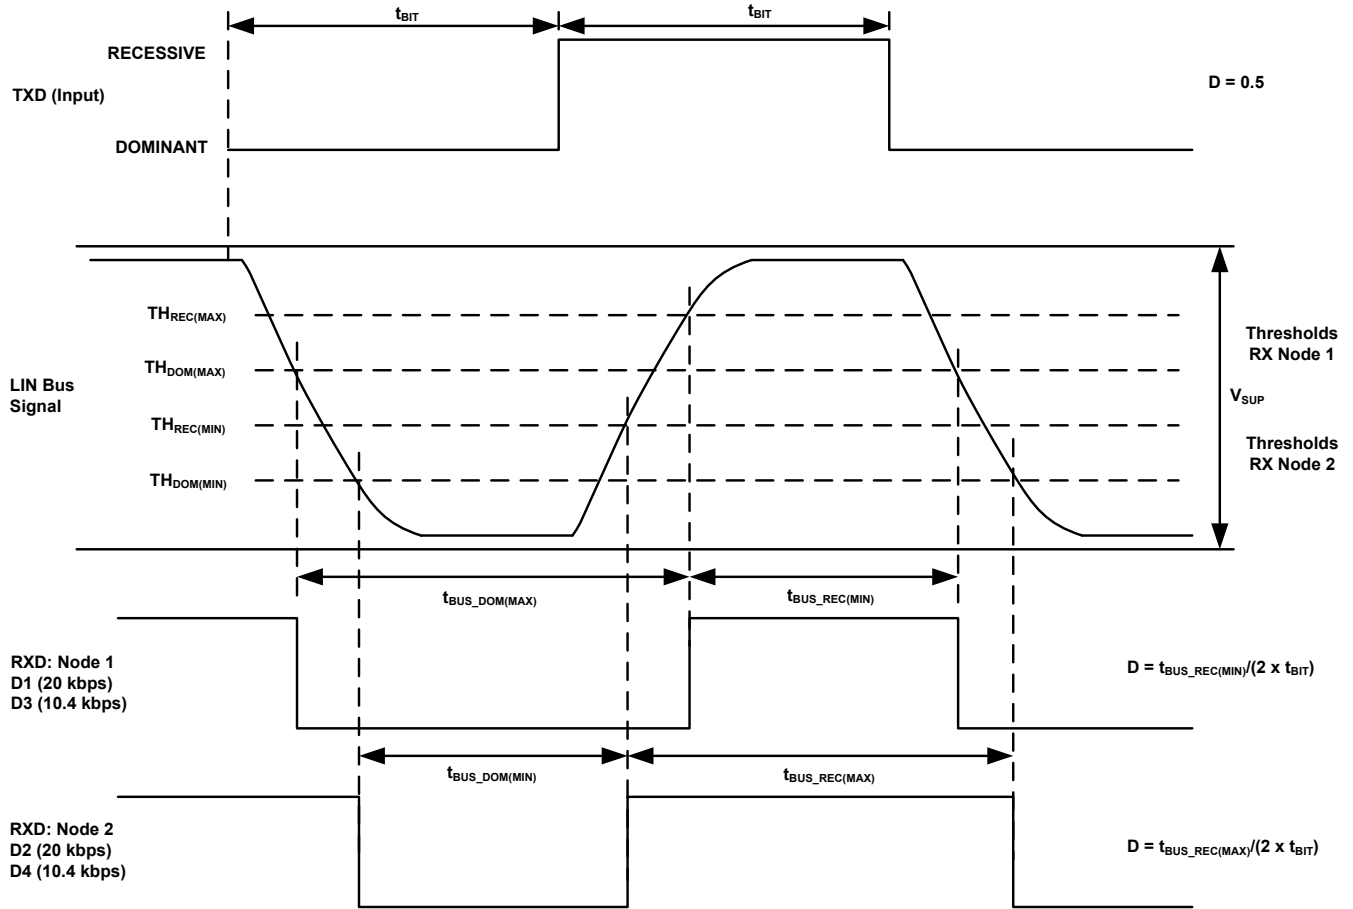 tBIT
tBIT
RECESSIVE
TXD (Input)
D = 0.5
DOMINANT
THREC(MAX)
Thresholds
RX Node 1
THDOM(MAX)
LIN Bus
Signal
VSUP
THREC(MIN)
Thresholds
RX Node 2
THDOM(MIN)
tBUS_DOM(MAX)
tBUS_REC(MIN)
RXD: Node 1
D1 (20 kbps)
D3 (10.4 kbps)
D = tBUS_REC(MIN)/(2 x tBIT)
tBUS_DOM(MIN)
tBUS_REC(MAX)
RXD: Node 2
D2 (20 kbps)
D4 (10.4 kbps)
D = tBUS_REC(MAX)/(2 x tBIT)